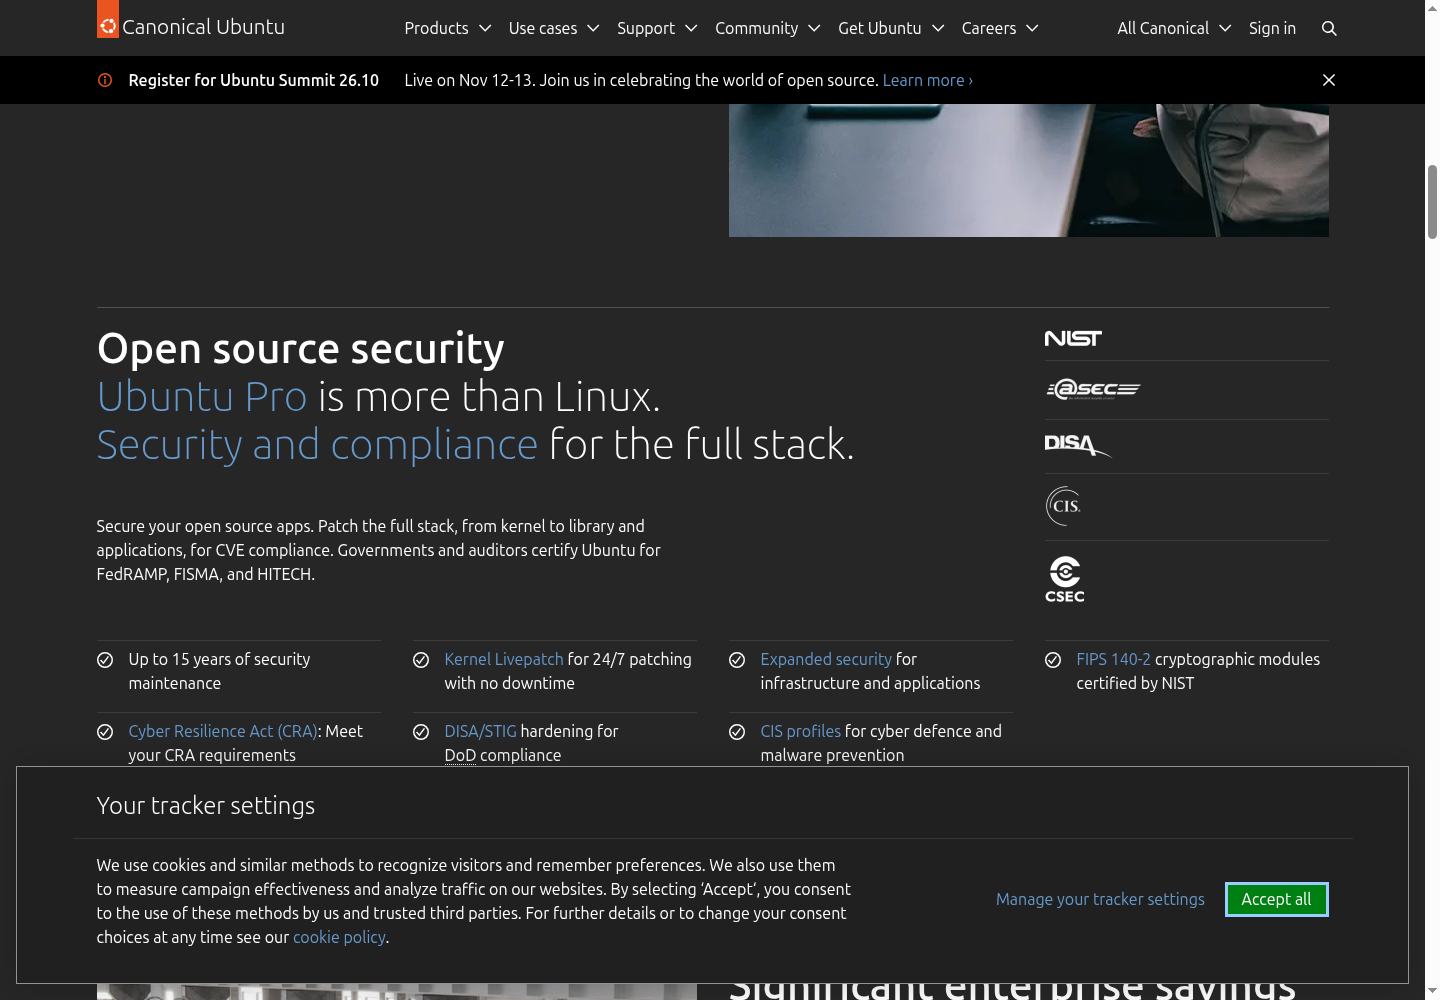 Canonical Ubuntu
Products
Use cases
Support
Community
Get Ubuntu
Careers
All Canonical
Sign in
Register for Ubuntu Summit 26.10
Live on Nov 12-13. Join us in celebrating the world of open source. Learn more ›
Open source security
Ubuntu Pro is more than Linux.
Security and compliance for the full stack.
NIST
@sec
DISA
CIS.
CSEC
Secure your open source apps. Patch the full stack, from kernel to library and
applications, for CVE compliance. Governments and auditors certify Ubuntu for
FedRAMP, FISMA, and HITECH.
Up to 15 years of security
maintenance
Kernel Livepatch for 24/7 patching
with no downtime
Expanded security for
infrastructure and applications
FIPS 140-2 cryptographic modules
certified by NIST
Cyber Resilience Act (CRA): Meet
your CRA requirements
DISA/STIG hardening for
DoD compliance
CIS profiles for cyber defence and
malware prevention
Your tracker settings
We use cookies and similar methods to recognize visitors and remember preferences. We also use them
to measure campaign effectiveness and analyze traffic on our websites. By selecting ‘Accept‘, you consent
to the use of these methods by us and trusted third parties. For further details or to change your consent
choices at any time see our cookie policy.
Manage your tracker settings
Accept all
Significant enterprise savings